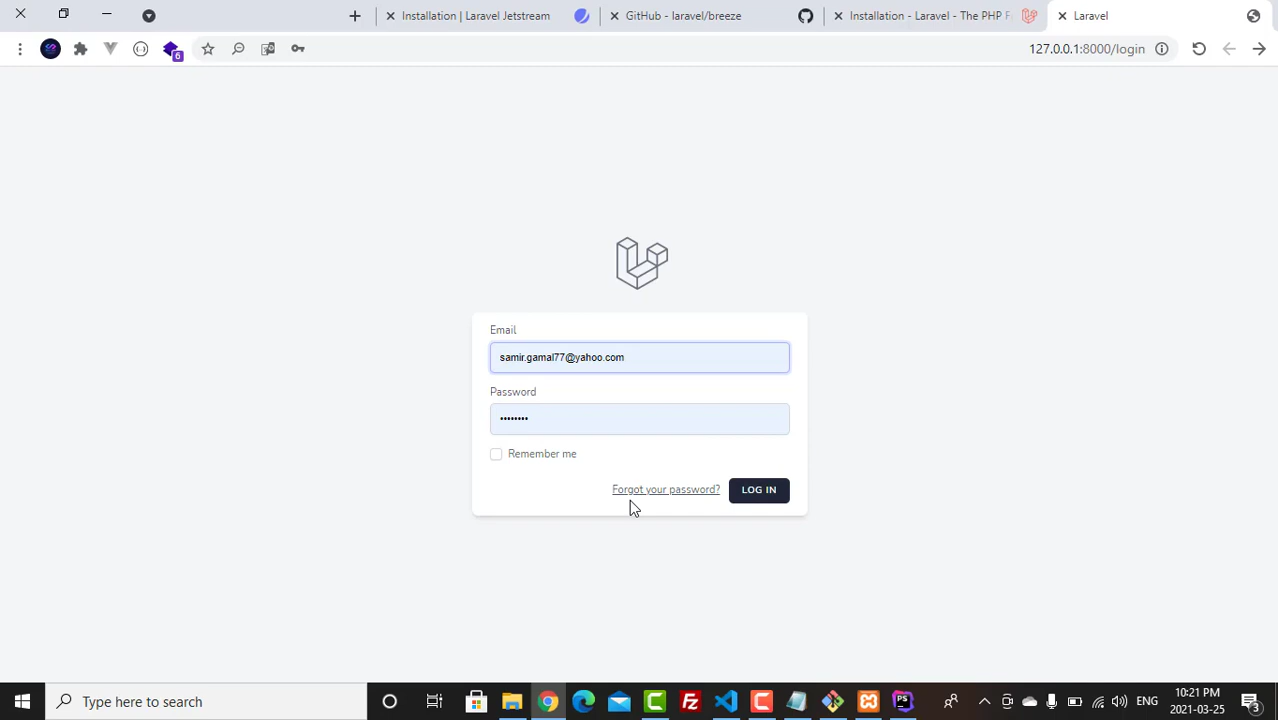 Installation | Laravel Jetstream
GitHub - laravel/breeze
Installation - Laravel - The PHP F
Laravel
6
127.0.0.1:8000/login
Email
samir.gamal77@yahoo.com
Password
••••••••
Remember me
Forgot your password?
LOG IN
Type here to search
ENG
10:21 PM
2021-03-25
3